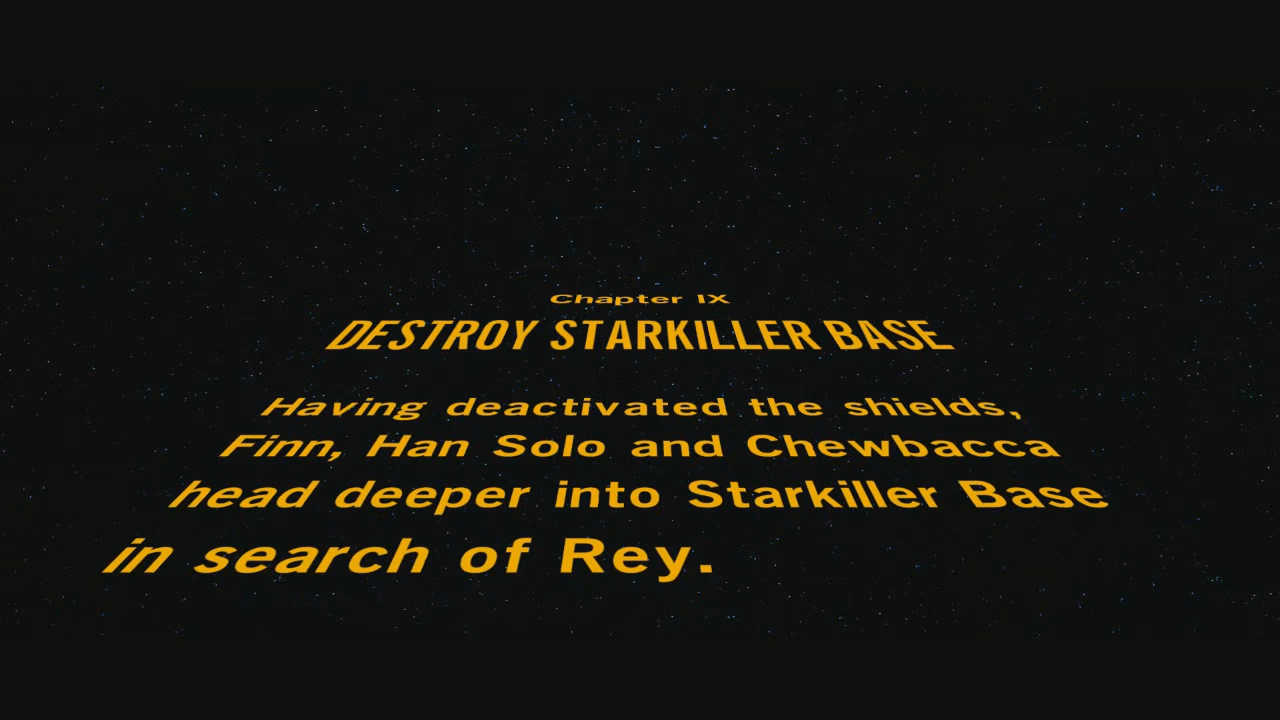 Chapter IX
DESTROY STARKILLER BASE
Having deactivated the shields,
Finn, Han Solo and Chewbacca
head deeper into Starkiller Base
in search of Rey.